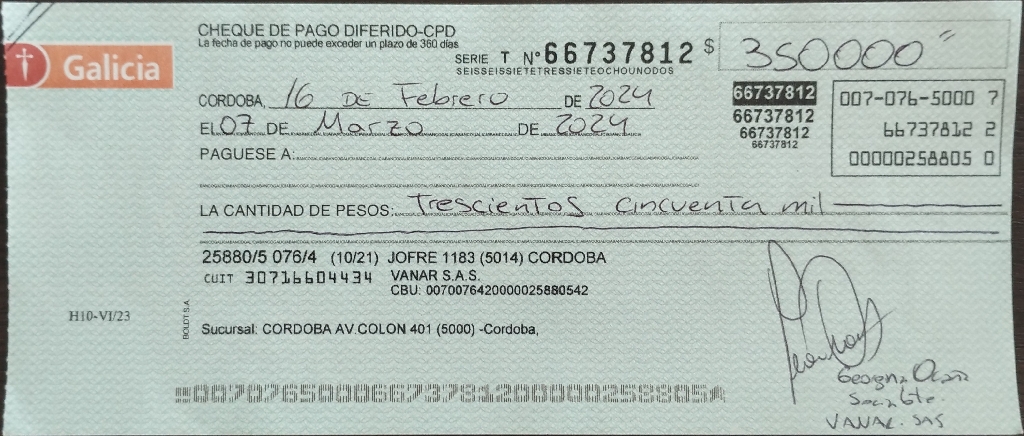 CHEQUE DE PAGO DIFERIDO-CPD
La fecha de pago no puede exceder un plazo de 360 días
Galicia
SERIE T N° 66737812 $ 350000
SEISSEISSIETETRESSIETEOCHOUNODOS
CORDOBA, 16 DE Febrero DE 2024
EL 07 DE Marzo DE 2024
PAGUESE A:
66737812
66737812
66737812
66737812
007-076-5000 7
66737812 2
00000258805 0
LA CANTIDAD DE PESOS: Trescientos cincuenta mil
25880/5 076/4 (10/21) JOFRE 1183 (5014) CORDOBA
CUIT 30716604434 VANAR S.A.S.
CBU: 0070076420000025880542
H10-VI/23
BOLDT S.A.
Sucursal: CORDOBA AV.COLON 401 (5000) -Cordoba,
VANAR. SAS